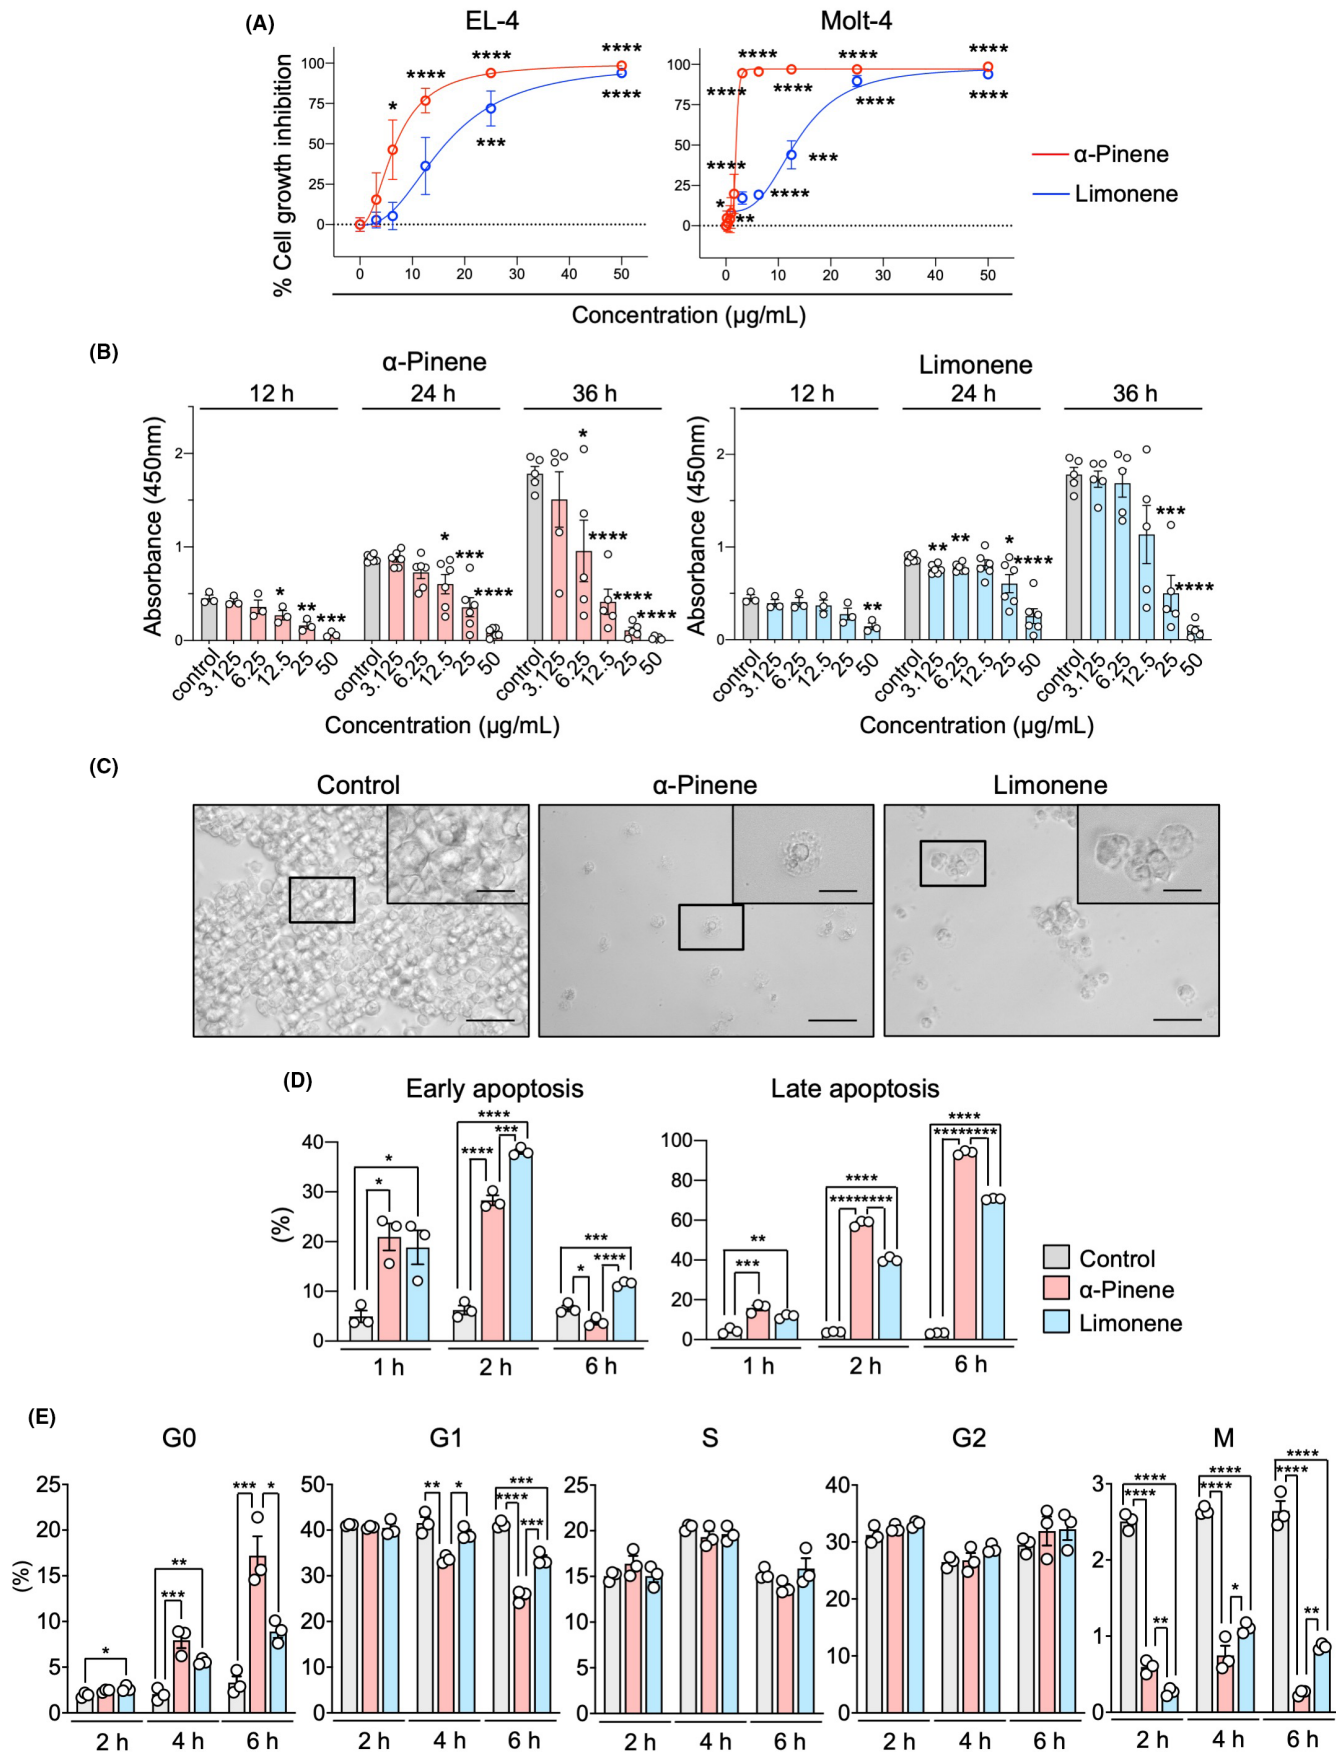 (A)
EL-4
Molt-4
% Cell growth inhibition
100
75
50
25
0
* **** **** ****
*** ****
0 10 20 30 40 50
100
75
50
25
0
**** **** **** **** **** ****
* ** **** *** **** ****
0 10 20 30 40 50
α-Pinene
Limonene
Concentration (µg/mL)
(B)
α-Pinene
12 h 24 h 36 h
Absorbance (450nm)
2
1
0
* ** *** * *** **** * **** **** ****
control 3.125 6.25 12.5 25 50 control 3.125 6.25 12.5 25 50 control 3.125 6.25 12.5 25 50
Concentration (µg/mL)
Limonene
12 h 24 h 36 h
Absorbance (450nm)
2
1
0
** ** ** * **** *** ****
control 3.125 6.25 12.5 25 50 control 3.125 6.25 12.5 25 50 control 3.125 6.25 12.5 25 50
Concentration (µg/mL)
(C)
Control α-Pinene Limonene
(D)
Early apoptosis
(%)
40
30
20
10
0
* * **** **** *** *** * ****
1 h 2 h 6 h
Late apoptosis
100
80
60
40
20
0
** *** **** ******** **** ********
1 h 2 h 6 h
Control
α-Pinene
Limonene
(E)
G0
(%)
25
20
15
10
5
0
* ** *** *** *
2 h 4 h 6 h
G1
50
40
30
20
10
0
** * *** **** ***
2 h 4 h 6 h
S
25
20
15
10
5
0
2 h 4 h 6 h
G2
40
30
20
10
0
2 h 4 h 6 h
M
3
2
1
0
**** **** ** **** **** * **** **** **
2 h 4 h 6 h